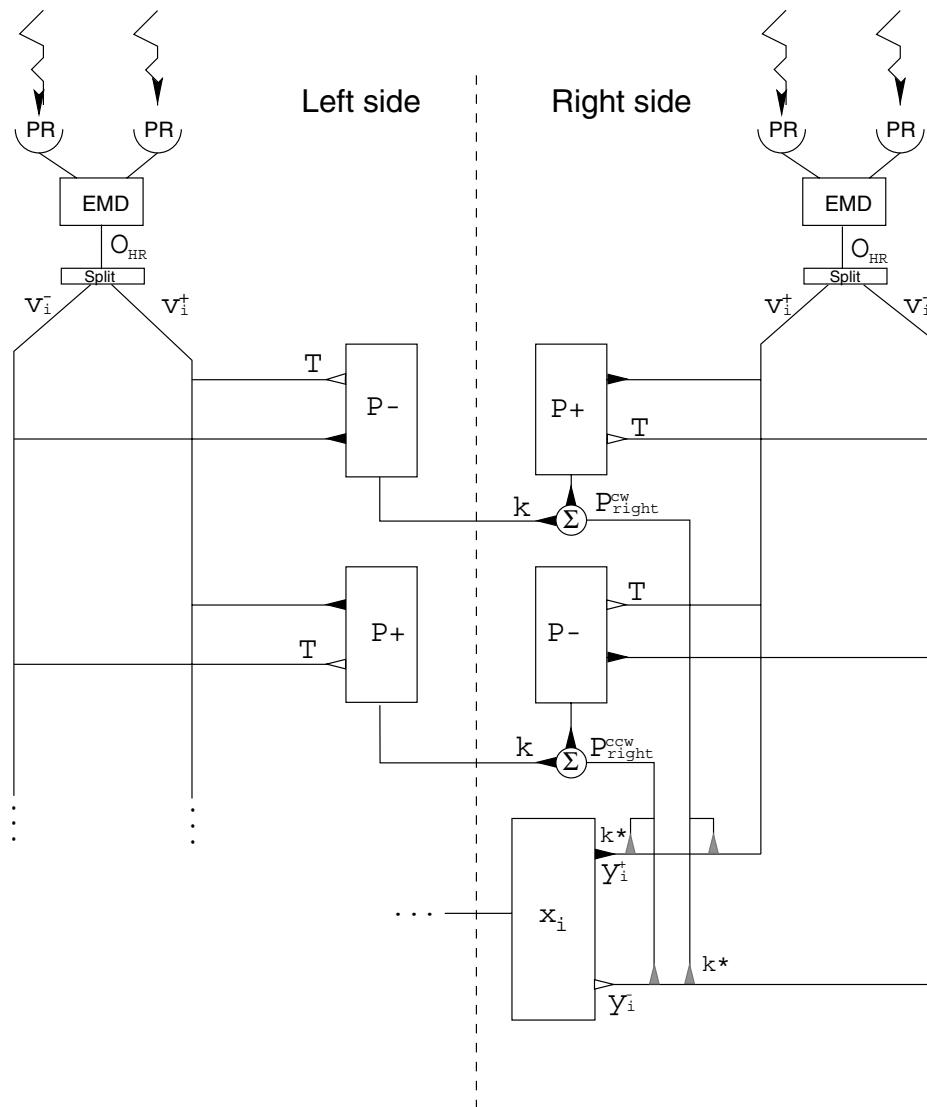 Left side
Right side
PR PR PR PR
EMD EMD
O_HR O_HR
Split Split
v_i^- v_i^+ v_i^+ v_i^-
T
P- P+
T
k Σ P_right^cw
T
P+ P-
T
k Σ P_right^ccw
k*
y_i^+
... x_i
k*
y_i^-